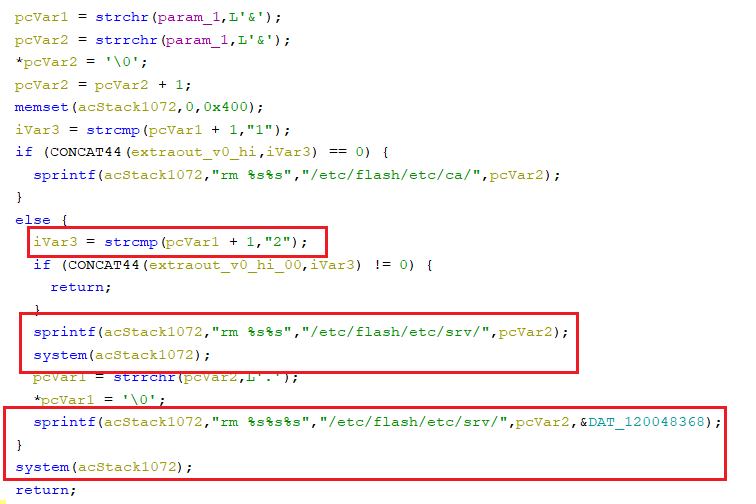 pcVar1 = strchr(param_1,L'&');
pcVar2 = strrchr(param_1,L'&');
*pcVar2 = '\0';
pcVar2 = pcVar2 + 1;
memset(acStack1072,0,0x400);
iVar3 = strcmp(pcVar1 + 1,"1");
if (CONCAT44(extraout_v0_hi,iVar3) == 0) {
sprintf(acStack1072,"rm %s%s","/etc/flash/etc/ca/",pcVar2);
}
else {
iVar3 = strcmp(pcVar1 + 1,"2");
if (CONCAT44(extraout_v0_hi_00,iVar3) != 0) {
return;
}
sprintf(acStack1072,"rm %s%s","/etc/flash/etc/srv/",pcVar2);
system(acStack1072);
pcVar1 = strrchr(pcVar2,L'.');
*pcVar1 = '\0';
sprintf(acStack1072,"rm %s%s%s","/etc/flash/etc/srv/",pcVar2,&DAT_120048368);
}
system(acStack1072);
return;